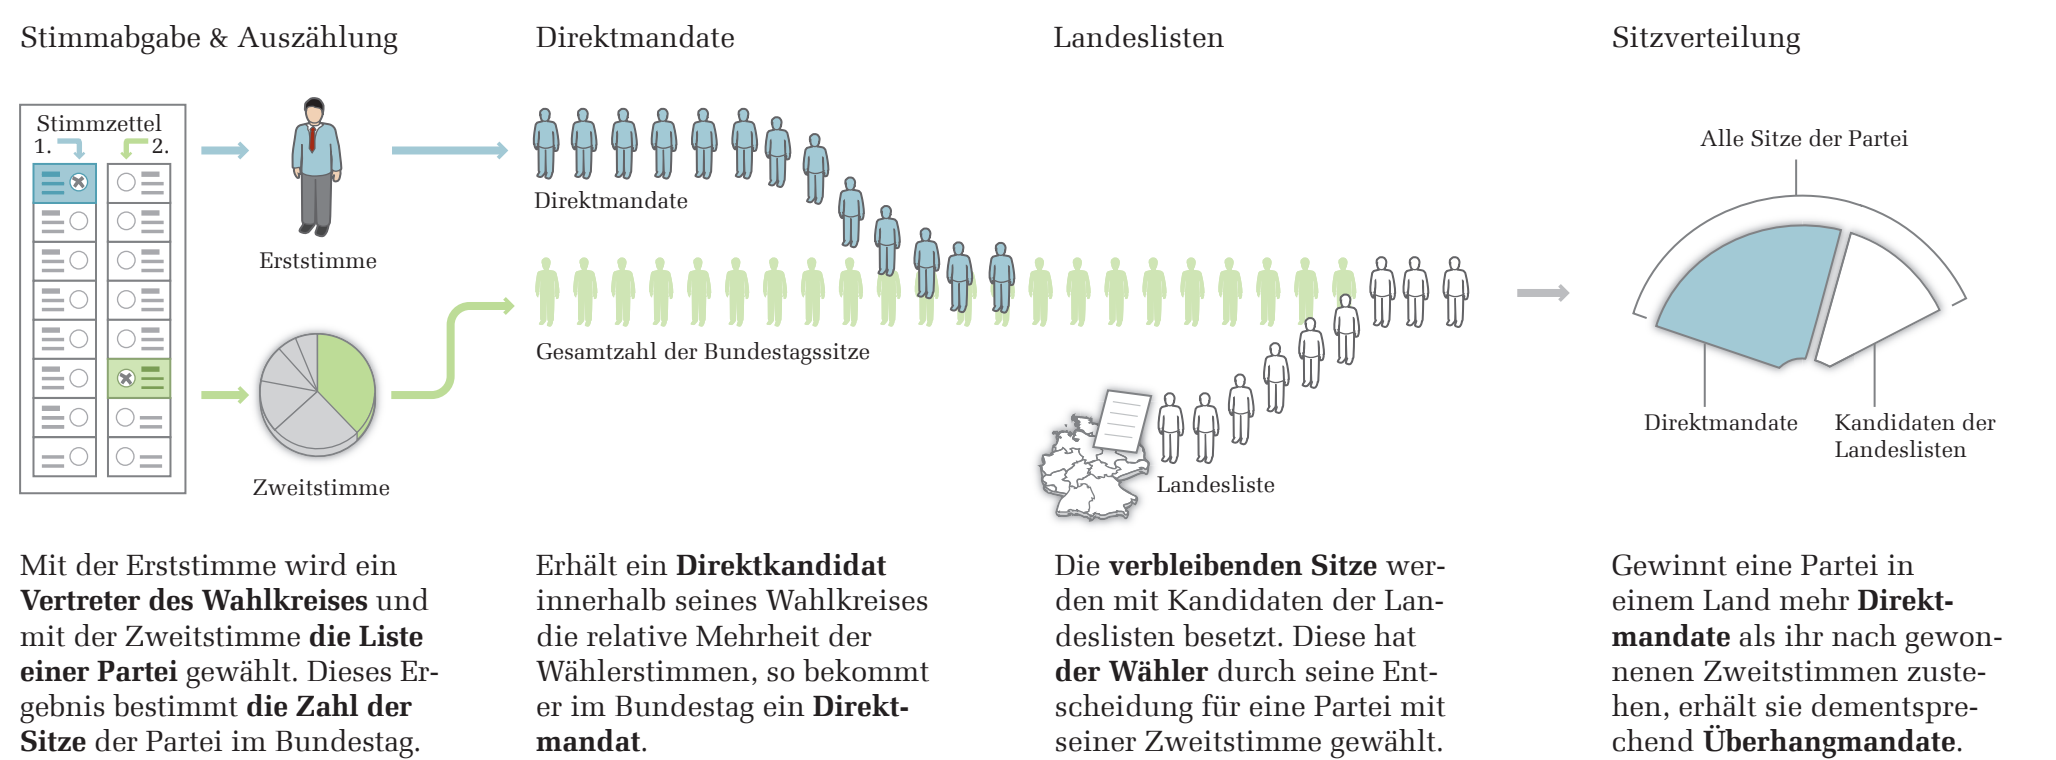 Stimmabgabe & Auszählung
Stimmzettel
1.
2.
Erststimme
Zweitstimme
Mit der Erststimme wird ein
Vertreter des Wahlkreises und
mit der Zweitstimme die Liste
einer Partei gewählt. Dieses Er-
gebnis bestimmt die Zahl der
Sitze der Partei im Bundestag.
Direktmandate
Direktmandate
Gesamtzahl der Bundestagssitze
Erhält ein Direktkandidat
innerhalb seines Wahlkreises
die relative Mehrheit der
Wählerstimmen, so bekommt
er im Bundestag ein Direkt-
mandat.
Landeslisten
Landesliste
Die verbleibenden Sitze wer-
den mit Kandidaten der Lan-
deslisten besetzt. Diese hat
der Wähler durch seine Ent-
scheidung für eine Partei mit
seiner Zweitstimme gewählt.
Sitzverteilung
Alle Sitze der Partei
Direktmandate
Kandidaten der
Landeslisten
Gewinnt eine Partei in
einem Land mehr Direkt-
mandate als ihr nach gewon-
nenen Zweitstimmen zuste-
hen, erhält sie dementspre-
chend Überhangmandate.